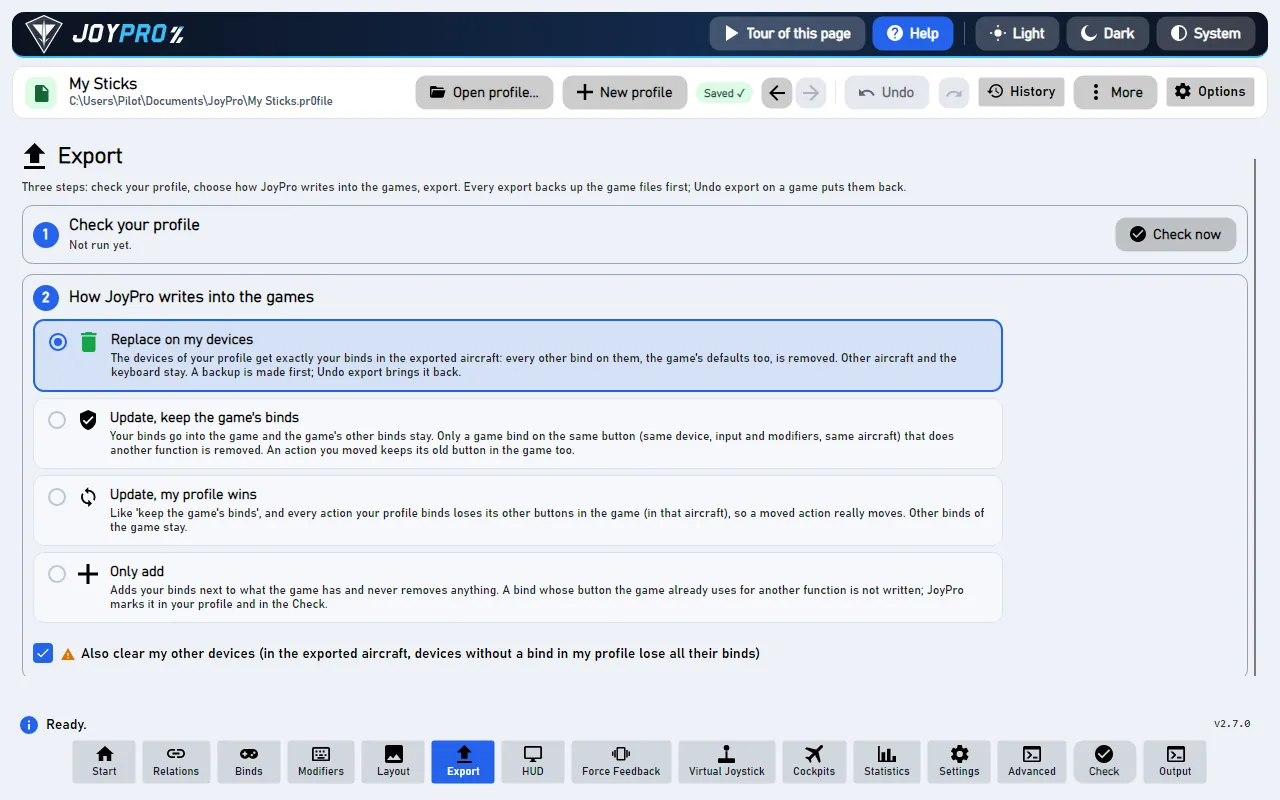 JOYPRO
Tour of this page
Help
Light
Dark
System
My Sticks
C:\Users\Pilot\Documents\JoyPro\My Sticks.pr0file
Open profile...
New profile
Saved ✓
Undo
History
More
Options
Export
Three steps: check your profile, choose how JoyPro writes into the games, export. Every export backs up the game files first; Undo export on a game puts them back.
1
Check your profile
Not run yet.
Check now
2
How JoyPro writes into the games
Replace on my devices
The devices of your profile get exactly your binds in the exported aircraft: every other bind on them, the game's defaults too, is removed. Other aircraft and the
keyboard stay. A backup is made first; Undo export brings it back.
Update, keep the game's binds
Your binds go into the game and the game's other binds stay. Only a game bind on the same button (same device, input and modifiers, same aircraft) that does
another function is removed. An action you moved keeps its old button in the game too.
Update, my profile wins
Like 'keep the game's binds', and every action your profile binds loses its other buttons in the game (in that aircraft), so a moved action really moves. Other binds of
the game stay.
Only add
Adds your binds next to what the game has and never removes anything. A bind whose button the game already uses for another function is not written; JoyPro
marks it in your profile and in the Check.
Also clear my other devices (in the exported aircraft, devices without a bind in my profile lose all their binds)
Ready.
v2.7.0
Start
Relations
Binds
Modifiers
Layout
Export
HUD
Force Feedback
Virtual Joystick
Cockpits
Statistics
Settings
Advanced
Check
Output